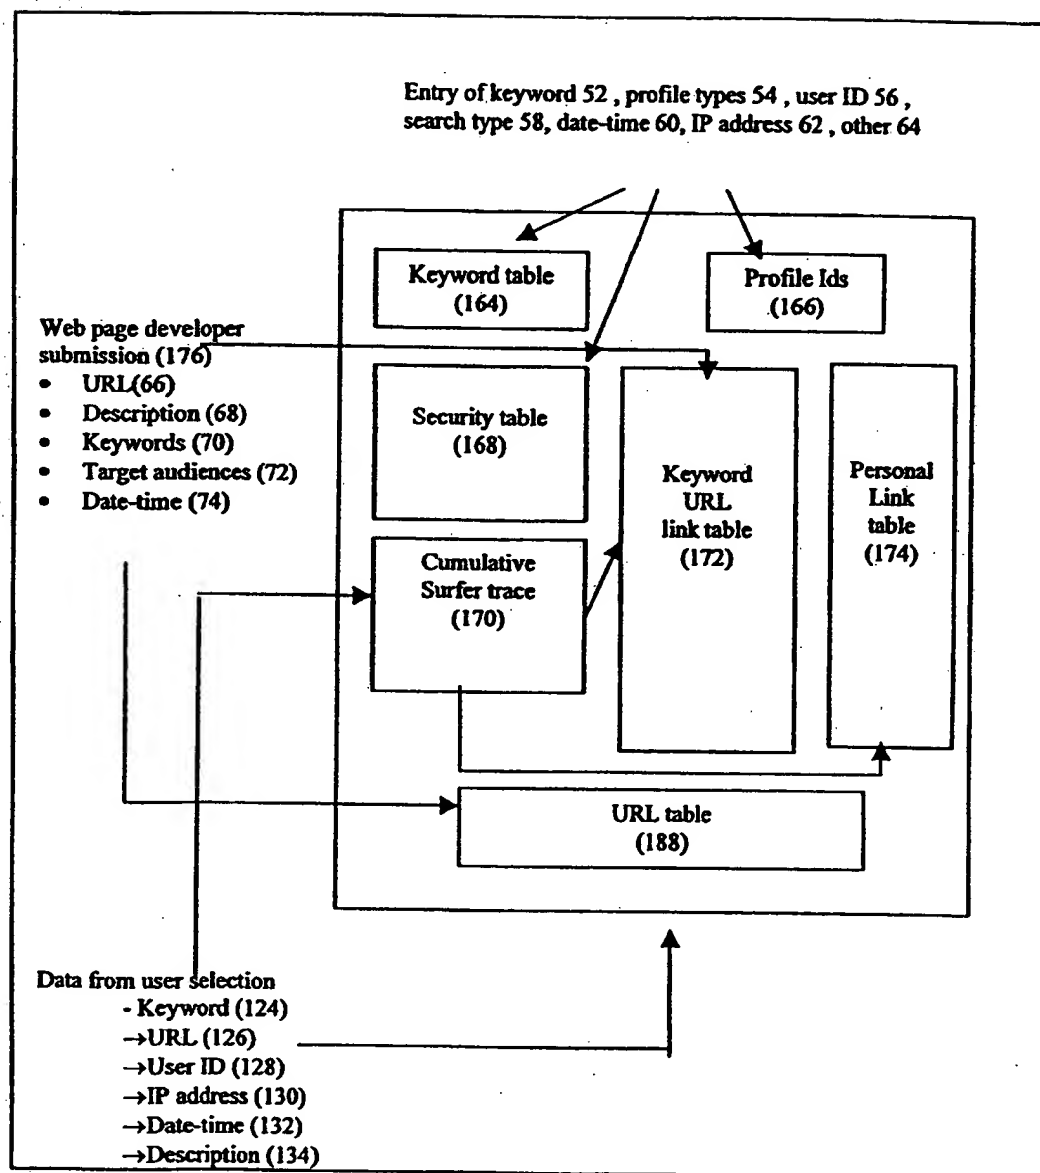 Entry of keyword 52 , profile types 54 , user ID 56 ,
search type 58, date-time 60, IP address 62 , other 64
Keyword table
(164)
Profile Ids
(166)
Web page developer
submission (176)
• URL(66)
• Description (68)
• Keywords (70)
• Target audiences (72)
• Date-time (74)
Security table
(168)
Keyword
URL
link table
(172)
Personal
Link
table
(174)
Cumulative
Surfer trace
(170)
URL table
(188)
Data from user selection
- Keyword (124)
→URL (126)
→User ID (128)
→IP address (130)
→Date-time (132)
→Description (134)